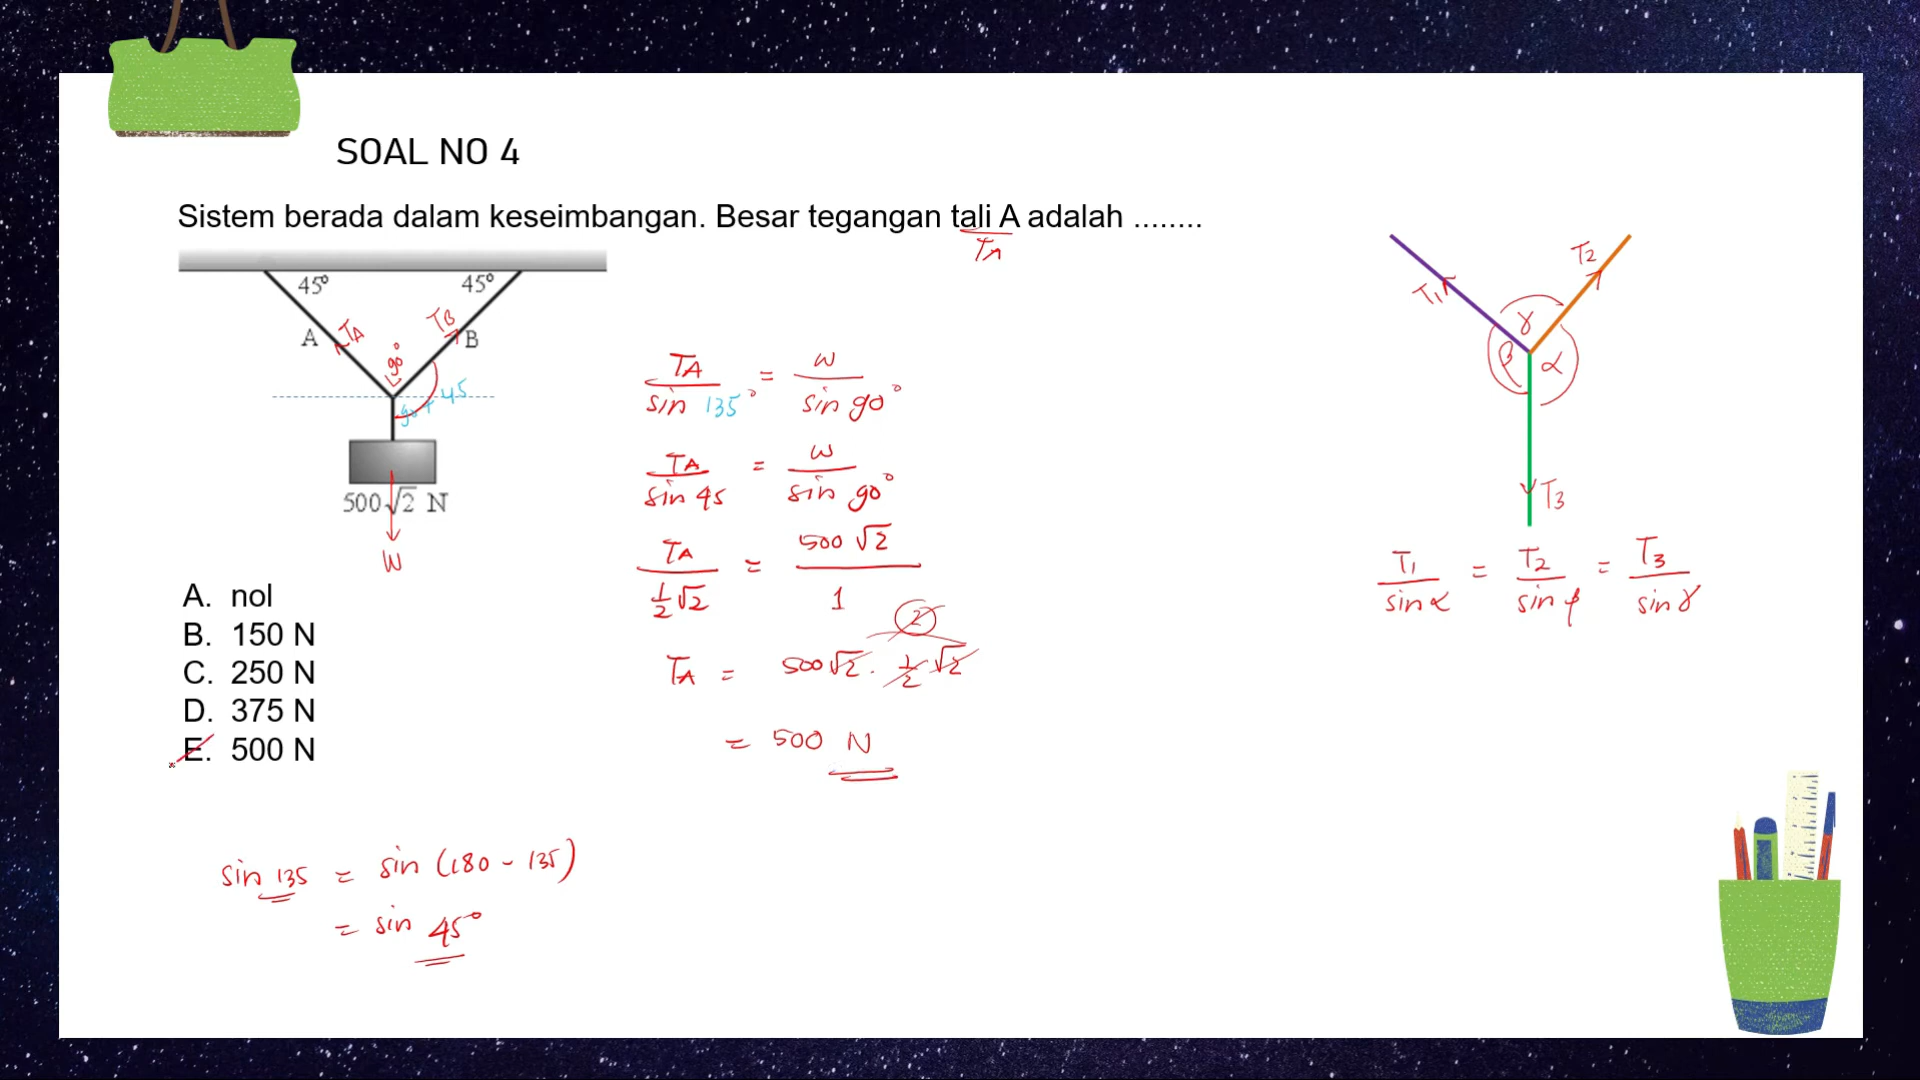 SOAL NO 4
Sistem berada dalam keseimbangan. Besar tegangan tali A adalah ........
TA
45° 45°
A TA 90° TB B
90 + 45
500√2 N
W
A. nol
B. 150 N
C. 250 N
D. 375 N
E. 500 N
TA / sin 135° = W / sin 90°
TA / sin 45 = W / sin 90°
TA / ½√2 = 500√2 / 1
2
TA = 500√2 . ½√2
= 500 N
sin 135 = sin (180 - 135)
= sin 45°
T1 T2
γ
β α
T3
T1 / sin α = T2 / sin β = T3 / sin γ